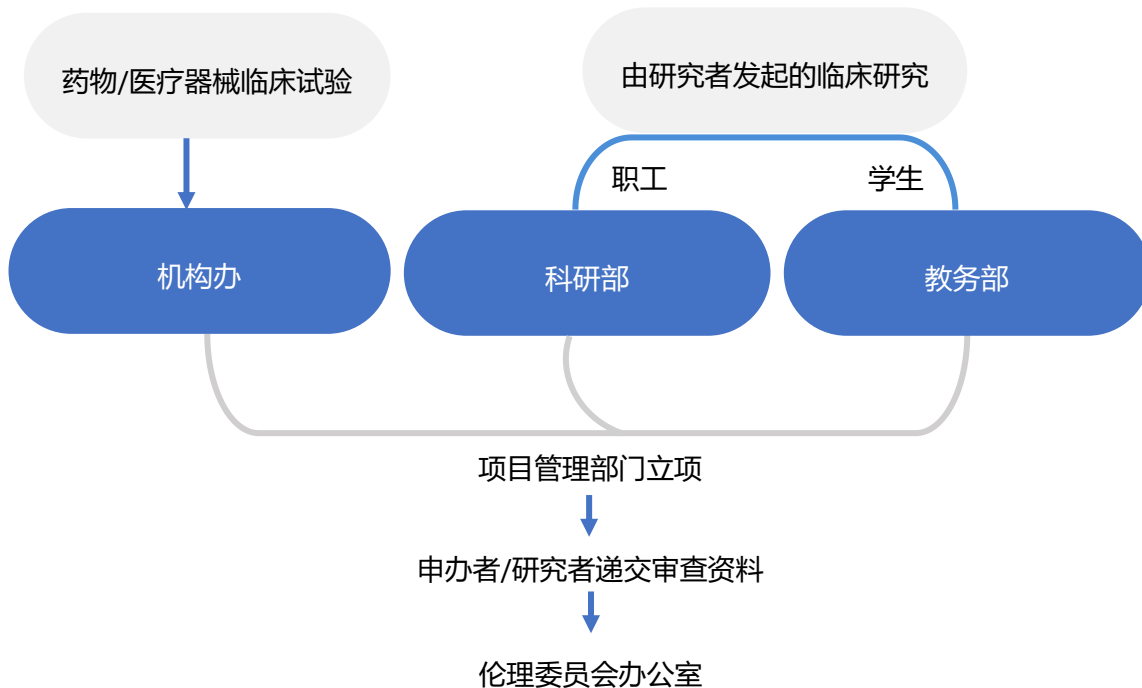 药物/医疗器械临床试验
由研究者发起的临床研究
职工
学生
机构办
科研部
教务部
项目管理部门立项
申办者/研究者递交审查资料
伦理委员会办公室